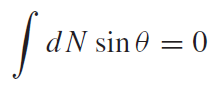 ∫ dN sin θ = 0